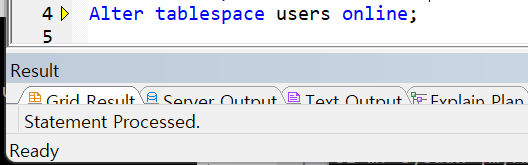 4 Alter tablespace users online;
5
Result
Grid Result Server Output Text Output Explain Plan
Statement Processed.
Ready